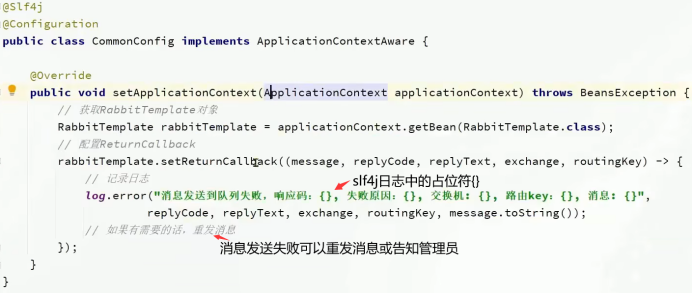 @Slf4j
@Configuration
public class CommonConfig implements ApplicationContextAware {
@Override
public void setApplicationContext(ApplicationContext applicationContext) throws BeansException {
// 获取RabbitTemplate对象
RabbitTemplate rabbitTemplate = applicationContext.getBean(RabbitTemplate.class);
// 配置ReturnCallback
rabbitTemplate.setReturnCallback((message, replyCode, replyText, exchange, routingKey) -> {
// 记录日志
slf4j日志中的占位符{}
log.error("消息发送到队列失败，响应码：{}, 失败原因：{}, 交换机: {}, 路由key：{}, 消息: {}",
replyCode, replyText, exchange, routingKey, message.toString());
// 如果有需要的话，重发消息
消息发送失败可以重发消息或告知管理员
});
}
}